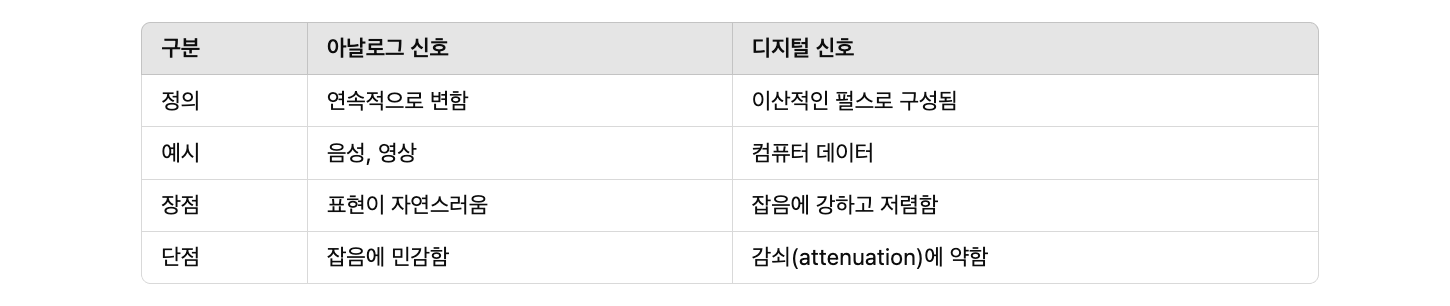 구분 아날로그 신호 디지털 신호
정의 연속적으로 변함 이산적인 펄스로 구성됨
예시 음성, 영상 컴퓨터 데이터
장점 표현이 자연스러움 잡음에 강하고 저렴함
단점 잡음에 민감함 감쇠(attenuation)에 약함